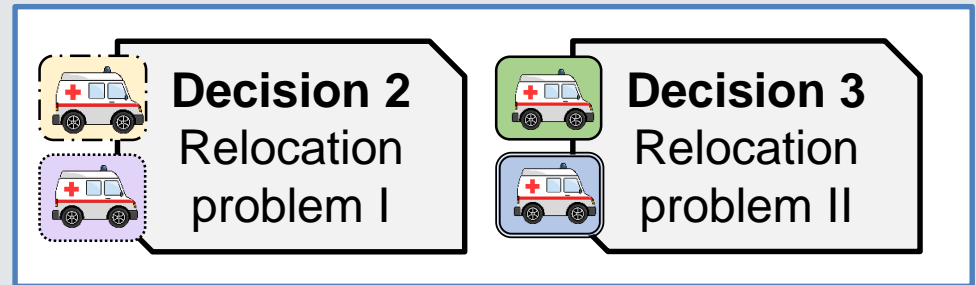 Decision 2
Relocation
problem I
Decision 3
Relocation
problem II